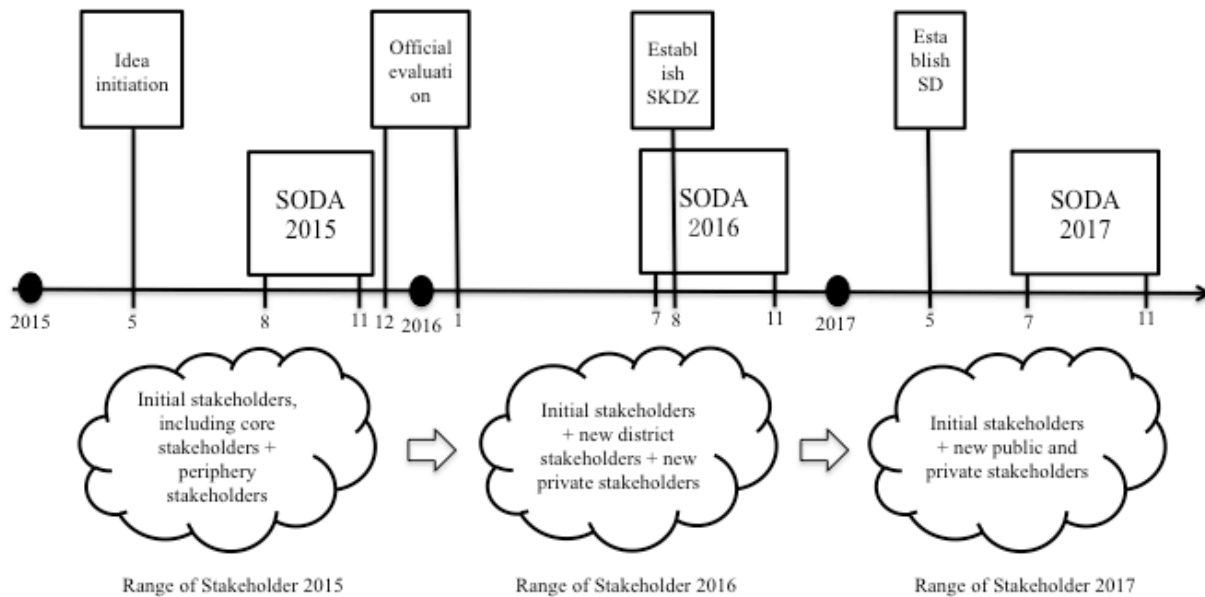 Idea
initiation
Official
evaluati
on
Establ
ish
SKDZ
Esta
blish
SD
SODA
2015
SODA
2016
SODA
2017
2015
5
8
11
12
2016
1
7
8
11
2017
5
7
11
Initial stakeholders,
including core
stakeholders +
periphery
stakeholders
Initial stakeholders
+ new district
stakeholders + new
private stakeholders
Initial stakeholders
+ new public and
private stakeholders
Range of Stakeholder 2015
Range of Stakeholder 2016
Range of Stakeholder 2017